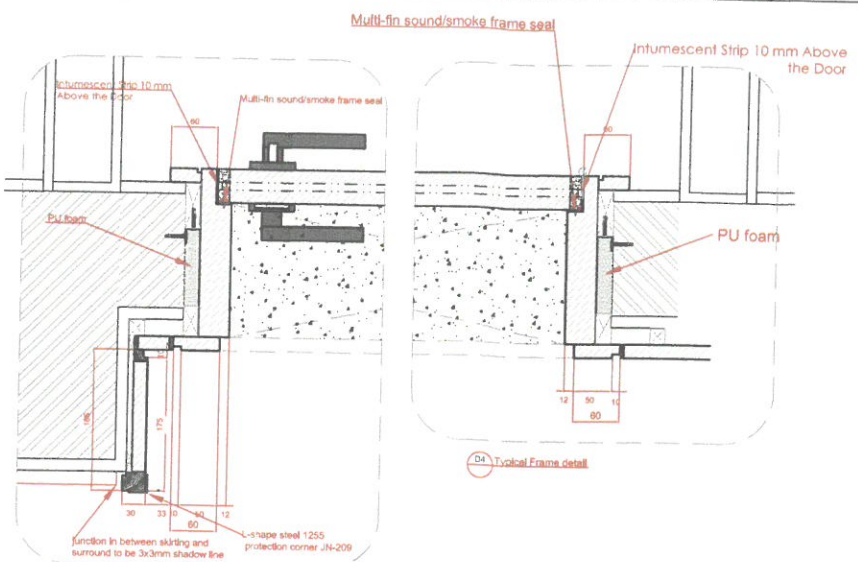 Multi-fin sound/smoke frame seal
Intumescent Strip 10 mm Above
the Door
Intumescent Strip 10 mm
Above the Door
Multi-fin sound/smoke frame seal
60
60
PU foam
PU foam
175
12
50
10
60
30
33
12
60
D4
Typical Frame detail
junction in between skirting and
surround to be 3x3mm shadow line
L-shape steel 1255
protection corner JN-209